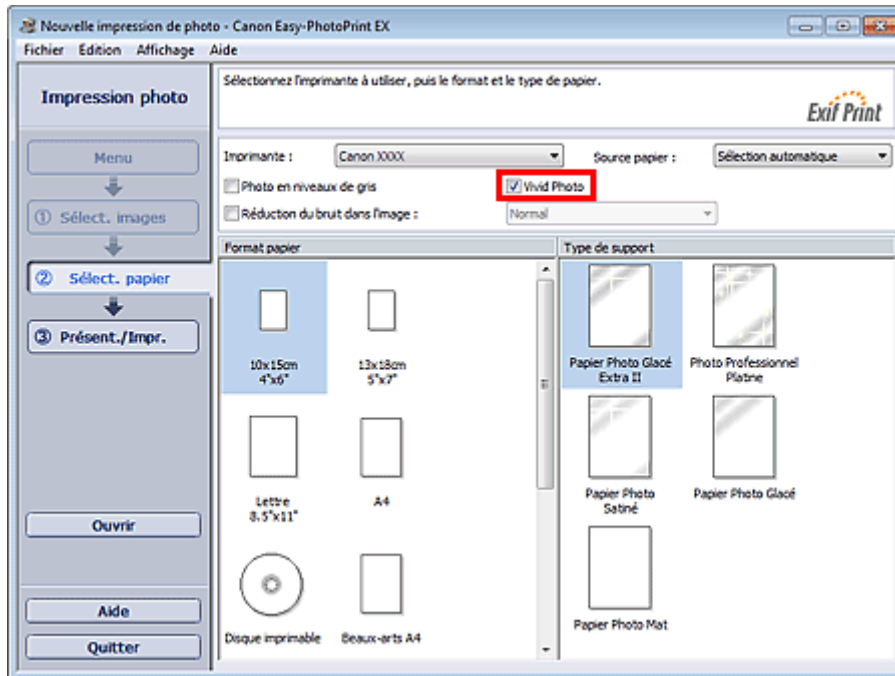 Nouvelle impression de photo - Canon Easy-PhotoPrint EX
Fichier Edition Affichage Aide
Impression photo
Sélectionnez l'imprimante à utiliser, puis le format et le type de papier.
Exif Print
Menu
① Sélect. images
② Sélect. papier
③ Présent./Impr.
Ouvrir
Aide
Quitter
Imprimante : Canon XXXX Source papier : Sélection automatique
Photo en niveaux de gris Vivid Photo
Réduction du bruit dans l'image : Normal
Format papier
10x15cm
4"x6"
13x18cm
5"x7"
Lettre
8.5"x11"
A4
Disque imprimable
Beaux-arts A4
Type de support
Papier Photo Glacé
Extra II
Photo Professionnel
Platine
Papier Photo
Satiné
Papier Photo Glacé
Papier Photo Mat